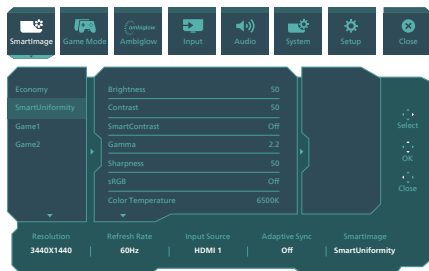 ambiglow
SmartImage
Game Mode
Ambiglow
Input
Audio
System
Setup
Close
Economy
SmartUniformity
Game1
Game2
Brightness 50
Contrast 50
SmartContrast Off
Gamma 2.2
Sharpness 50
sRGB Off
Color Temperature 6500K
Select
OK
Close
Resolution
Refresh Rate
Input Source
Adaptive Sync
SmartImage
3440X1440
60Hz
HDMI 1
Off
SmartUniformity